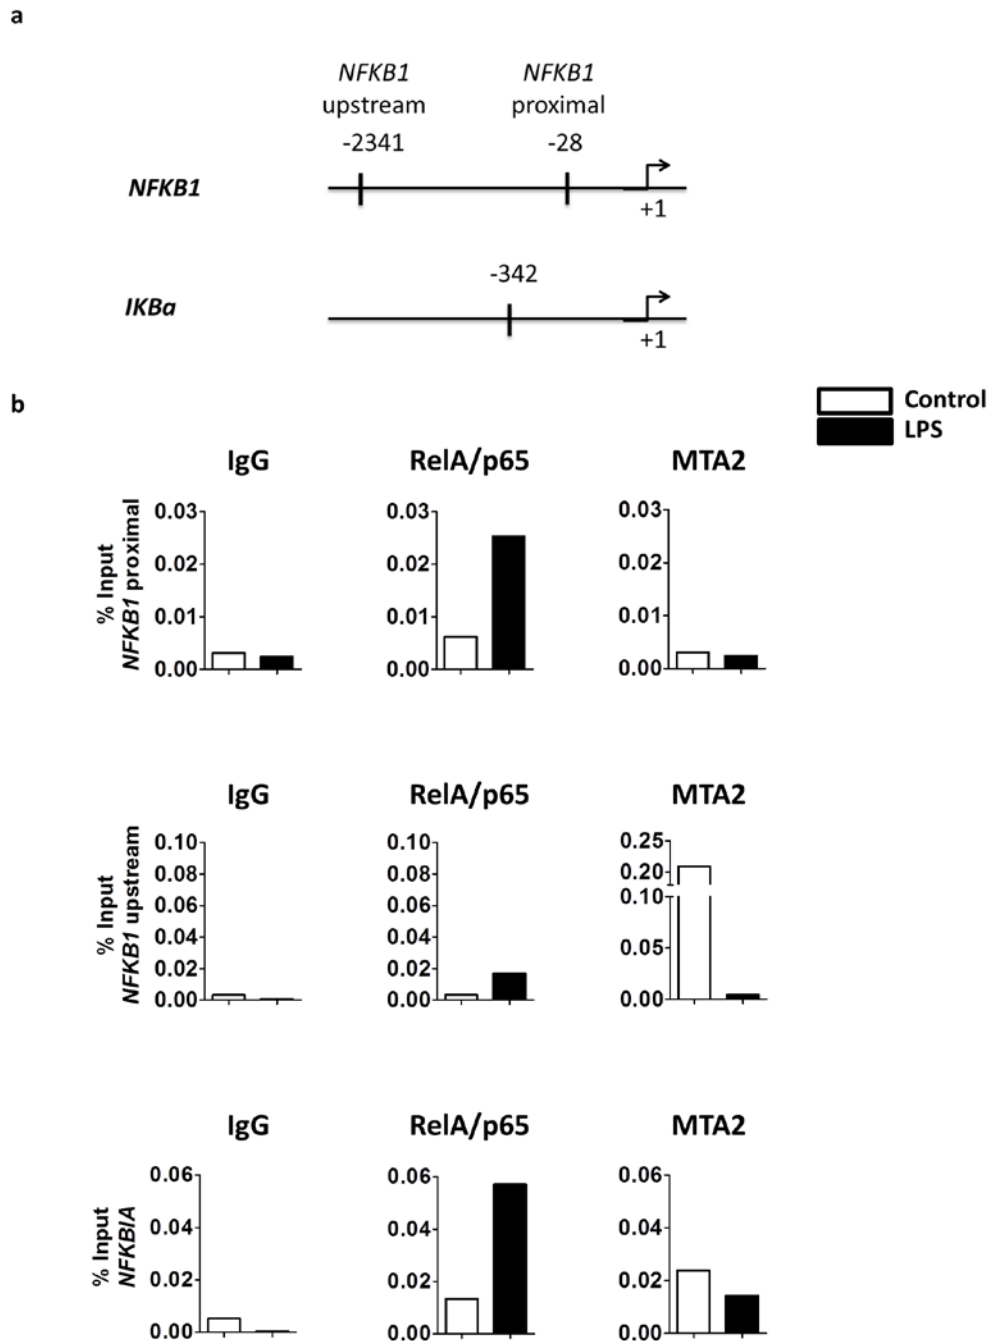 a
NFKB1 NFKB1
upstream proximal
-2341 -28
NFKB1
+1
-342
IKBa
+1
b
Control
LPS
IgG RelA/p65 MTA2
% Input
NFKB1 proximal
0.03 0.03 0.03
0.02 0.02 0.02
0.01 0.01 0.01
0.00 0.00 0.00
IgG RelA/p65 MTA2
% Input
NFKB1 upstream
0.10 0.10 0.25
0.08 0.08 0.20
0.06 0.06 0.10
0.04 0.04 0.05
0.02 0.02
0.00 0.00 0.00
IgG RelA/p65 MTA2
% Input
NFKBIA
0.06 0.06 0.06
0.04 0.04 0.04
0.02 0.02 0.02
0.00 0.00 0.00